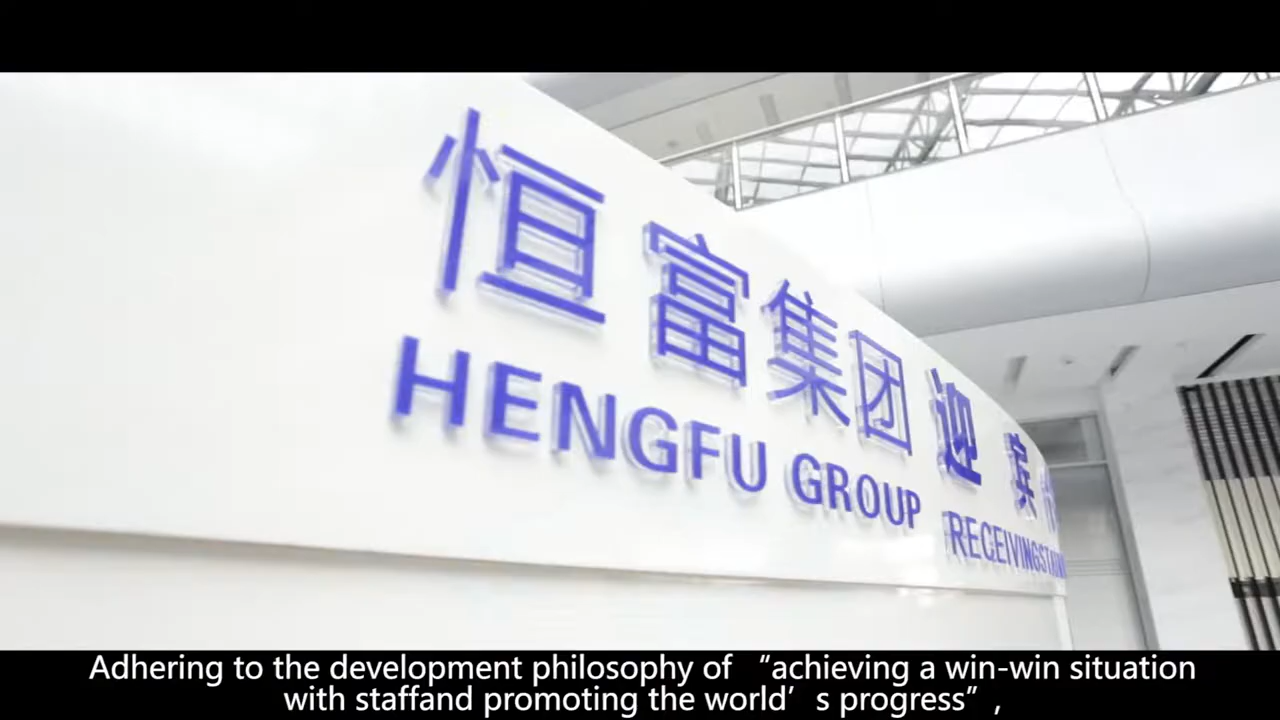 恒富集团 迎宾
HENGFU GROUP
Adhering to the development philosophy of “achieving a win-win situation
with staffand promoting the world’s progress”,